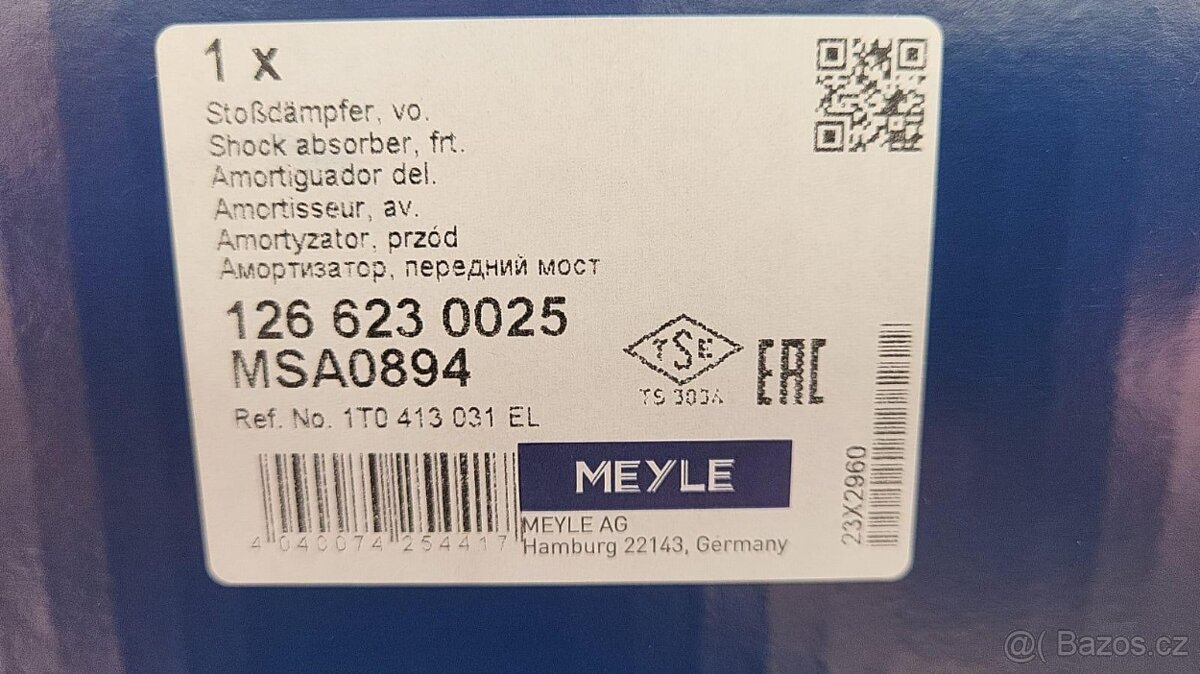 1 x
Stoßdämpfer, vo.
Shock absorber, frt.
Amortiguador del.
Amortisseur, av.
Amortyzator, przód
Амортизатор, передний мост
126 623 0025
MSA0894
Ref. No. 1T0 413 031 EL
TSE
EAC
MEYLE
MEYLE AG
Hamburg 22143, Germany
4 040074 254417
23X2960
@( Bazos.cz